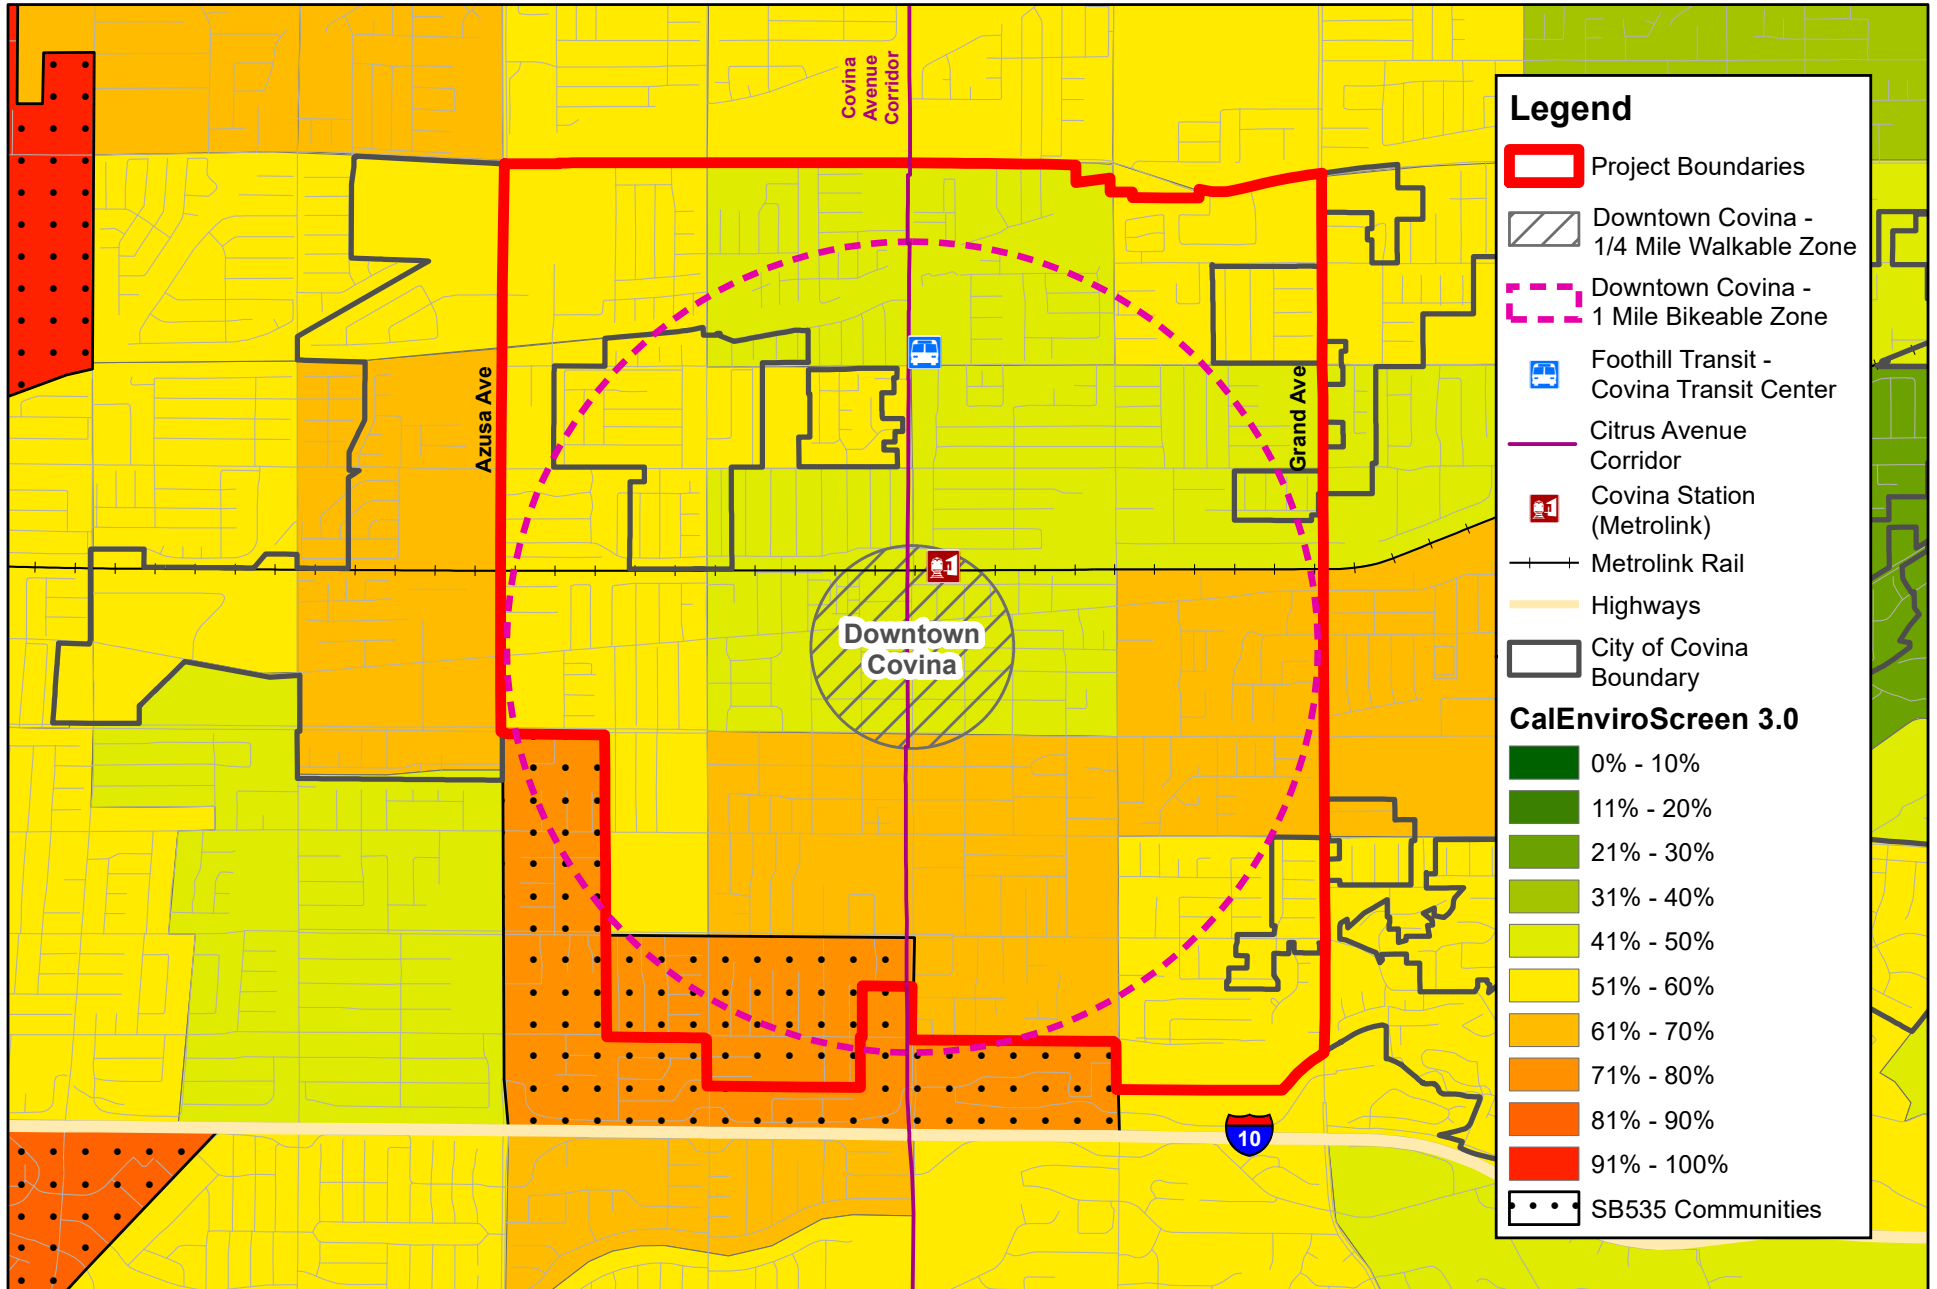 Covina
Avenue
Corridor
Azusa Ave
Grand Ave
Downtown
Covina
10
Legend
Project Boundaries
Downtown Covina -
1/4 Mile Walkable Zone
Downtown Covina -
1 Mile Bikeable Zone
Foothill Transit -
Covina Transit Center
Citrus Avenue
Corridor
Covina Station
(Metrolink)
Metrolink Rail
Highways
City of Covina
Boundary
CalEnviroScreen 3.0
0% - 10%
11% - 20%
21% - 30%
31% - 40%
41% - 50%
51% - 60%
61% - 70%
71% - 80%
81% - 90%
91% - 100%
SB535 Communities